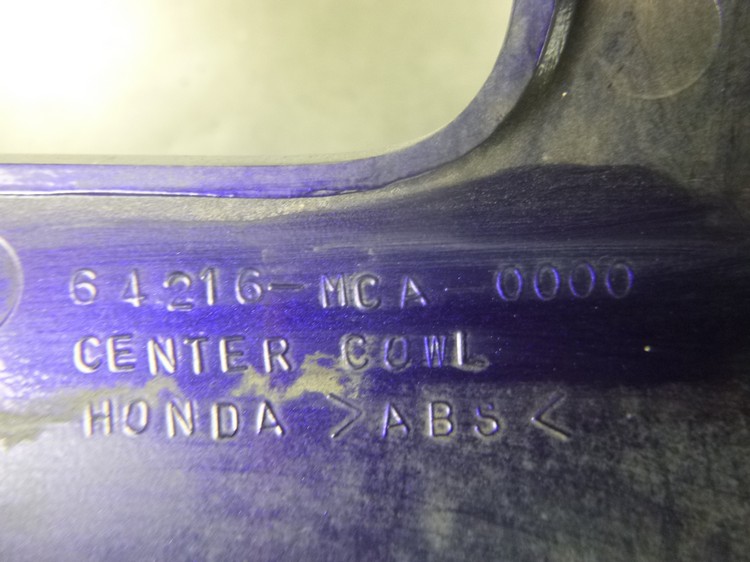 64216-MCA 0000
CENTER COWL
HONDA >ABS<